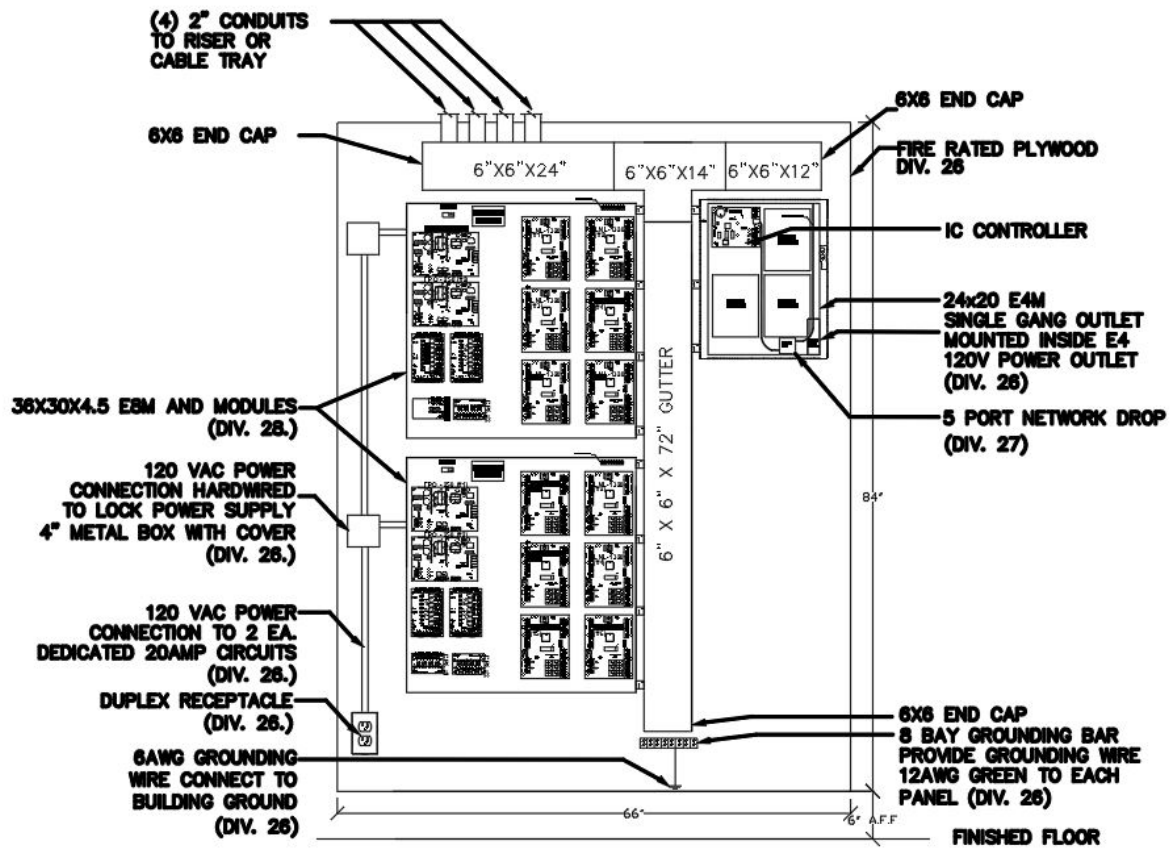 (4) 2" CONDUITS
TO RISER OR
CABLE TRAY
6X6 END CAP
6X6 END CAP
FIRE RATED PLYWOOD
DIV. 26
6"X6"X24"
6"X6"X14"
6"X6"X12"
IC CONTROLLER
24x20 E4M
SINGLE GANG OUTLET
MOUNTED INSIDE E4
120V POWER OUTLET
(DIV. 26)
5 PORT NETWORK DROP
(DIV. 27)
6" X 6" X 72" GUTTER
36X30X4.5 E8M AND MODULES
(DIV. 28.)
120 VAC POWER
CONNECTION HARDWIRED
TO LOCK POWER SUPPLY
4" METAL BOX WITH COVER
(DIV. 26.)
84"
120 VAC POWER
CONNECTION TO 2 EA.
DEDICATED 20AMP CIRCUITS
(DIV. 26.)
DUPLEX RECEPTACLE
(DIV. 26.)
6AWG GROUNDING
WIRE CONNECT TO
BUILDING GROUND
(DIV. 26)
6X6 END CAP
8 BAY GROUNDING BAR
PROVIDE GROUNDING WIRE
12AWG GREEN TO EACH
PANEL (DIV. 26)
66"
6" A.F.F
FINISHED FLOOR